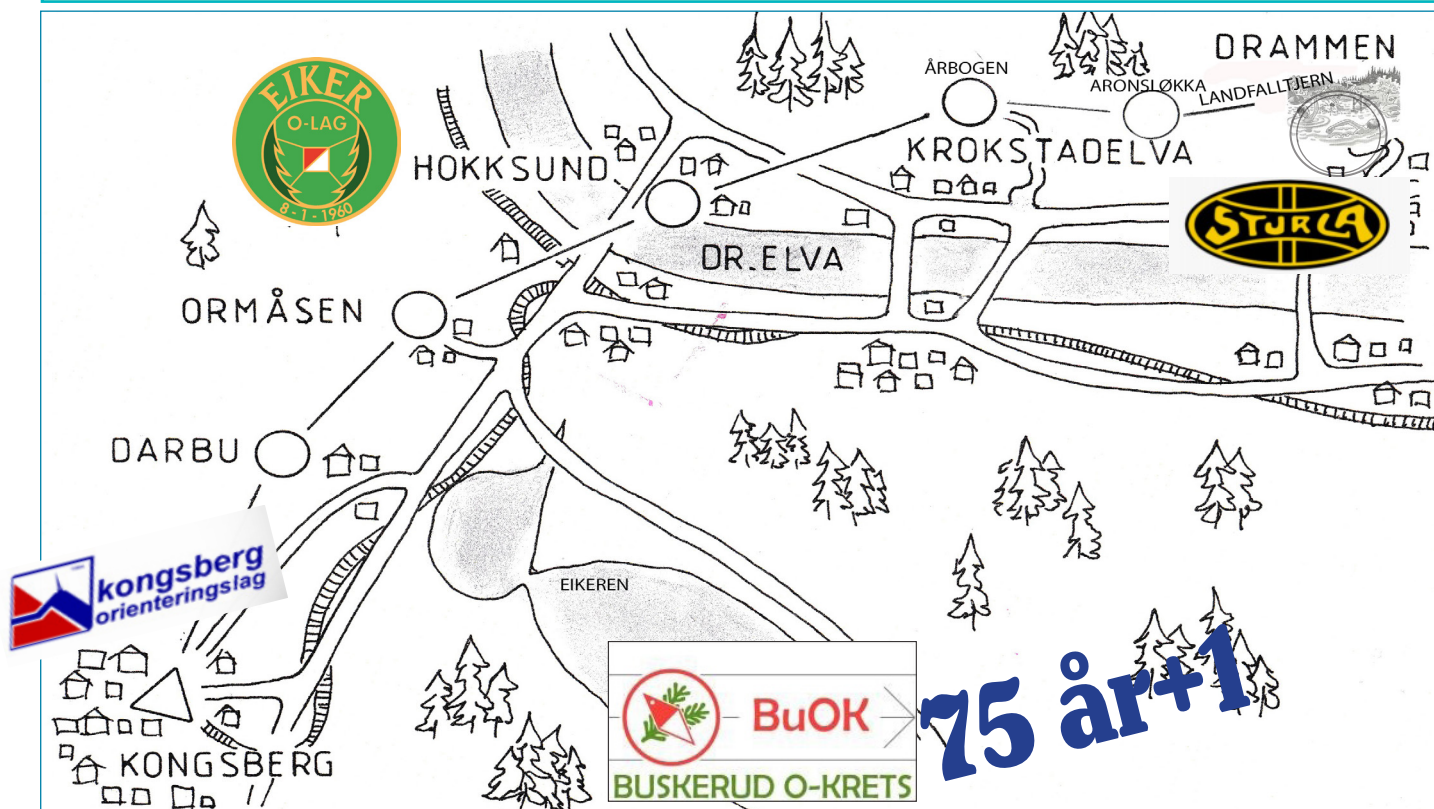 DRAMMEN
ÅRBOGEN
ARONSLØKKA
LANDFALLTJERN
EIKER
O-LAG
8-1-1960
HOKKSUND
KROKSTADELVA
STURLA
DR. ELVA
ORMÅSEN
DARBU
kongsberg
orienteringslag
EIKEREN
75 år+1
BuOK
BUSKERUD O-KRETS
KONGSBERG